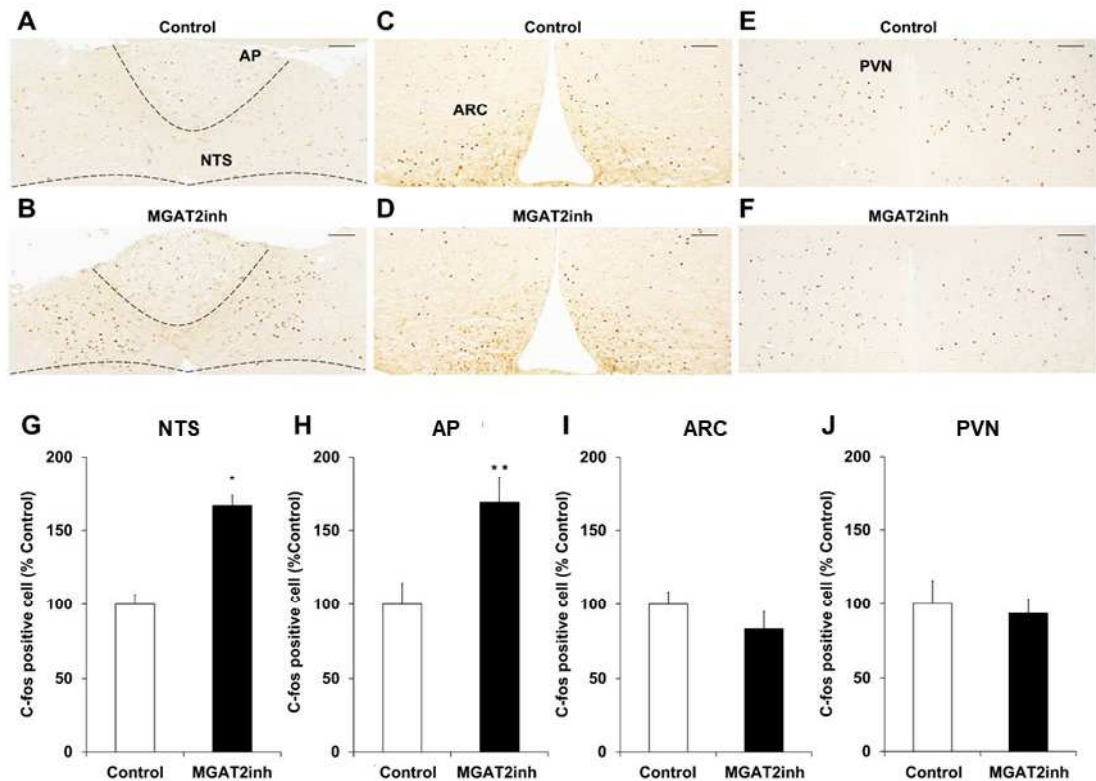 A
Control
AP
NTS
B
MGAT2inh
C
Control
ARC
D
MGAT2inh
E
Control
PVN
F
MGAT2inh
G
NTS
C-fos positive cell (% Control)
200
150
100
50
0
*
Control
MGAT2inh
H
AP
C-fos positive cell (%Control)
200
150
100
50
0
**
Control
MGAT2inh
I
ARC
C-fos positive cell (% Control)
200
150
100
50
0
Control
MGAT2inh
J
PVN
C-fos positive cell (% Control)
200
150
100
50
0
Control
MGAT2inh